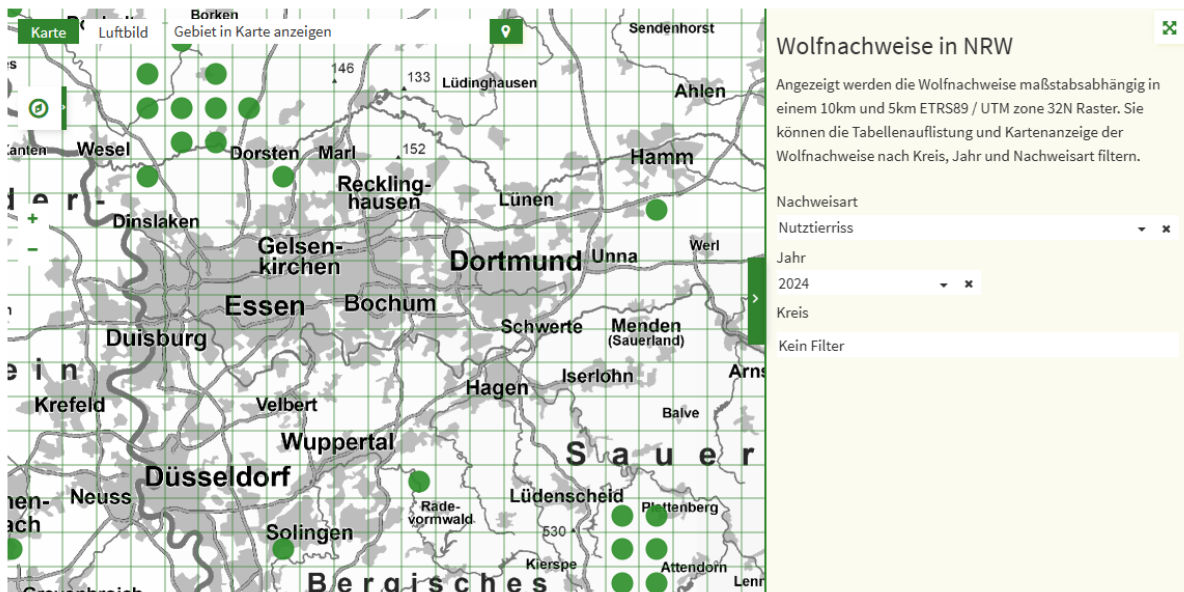 Borken
Karte
Luftbild
Gebiet in Karte anzeigen
Sendenhorst
146
133
Lüdinghausen
Ahlen
Wesel
Dorsten
Marl
152
Hamm
Reckling-
hausen
Lünen
Dinslaken
Gelsen-
kirchen
Dortmund
Unna
Werl
Essen
Bochum
Schwerte
Menden
(Sauerland)
Duisburg
Iserlohn
Hagen
Krefeld
Velbert
Balve
Wuppertal
Sauer
Düsseldorf
Neuss
Lüdenscheid
Plettenberg
Rade-
vormwald
530
Solingen
Kierspe
Attendorn
Bergisches
Wolfnachweise in NRW
Angezeigt werden die Wolfnachweise maßstabsabhängig in
einem 10km und 5km ETRS89 / UTM zone 32N Raster. Sie
können die Tabellenauflistung und Kartenanzeige der
Wolfnachweise nach Kreis, Jahr und Nachweisart filtern.
Nachweisart
Nutztierriss
Jahr
2024
Kreis
Kein Filter